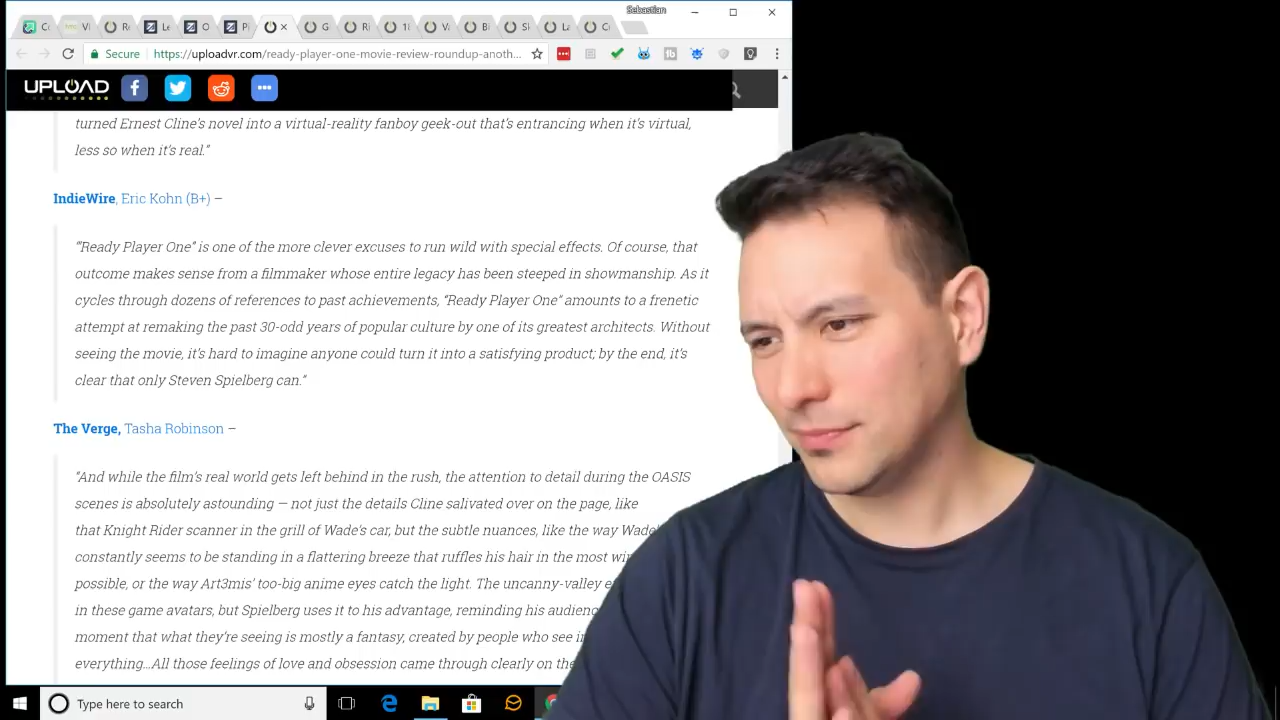 Sebastian
Secure https://uploadvr.com/ready-player-one-movie-review-roundup-anoth...
UPLOAD
turned Ernest Cline's novel into a virtual-reality fanboy geek-out that's entrancing when it's virtual,
less so when it's real."
IndieWire, Eric Kohn (B+) –
"Ready Player One" is one of the more clever excuses to run wild with special effects. Of course, that
outcome makes sense from a filmmaker whose entire legacy has been steeped in showmanship. As it
cycles through dozens of references to past achievements, "Ready Player One" amounts to a frenetic
attempt at remaking the past 30-odd years of popular culture by one of its greatest architects. Without
seeing the movie, it's hard to imagine anyone could turn it into a satisfying product; by the end, it's
clear that only Steven Spielberg can."
The Verge, Tasha Robinson –
"And while the film's real world gets left behind in the rush, the attention to detail during the OASIS
scenes is absolutely astounding — not just the details Cline salivated over on the page, like
that Knight Rider scanner in the grill of Wade's car, but the subtle nuances, like the way Wade'
constantly seems to be standing in a flattering breeze that ruffles his hair in the most
possible, or the way Art3mis' too-big anime eyes catch the light. The uncanny-valley
in these game avatars, but Spielberg uses it to his advantage, reminding his
moment that what they're seeing is mostly a fantasy, created by people who see
everything…All those feelings of love and obsession came through clearly on the
Type here to search